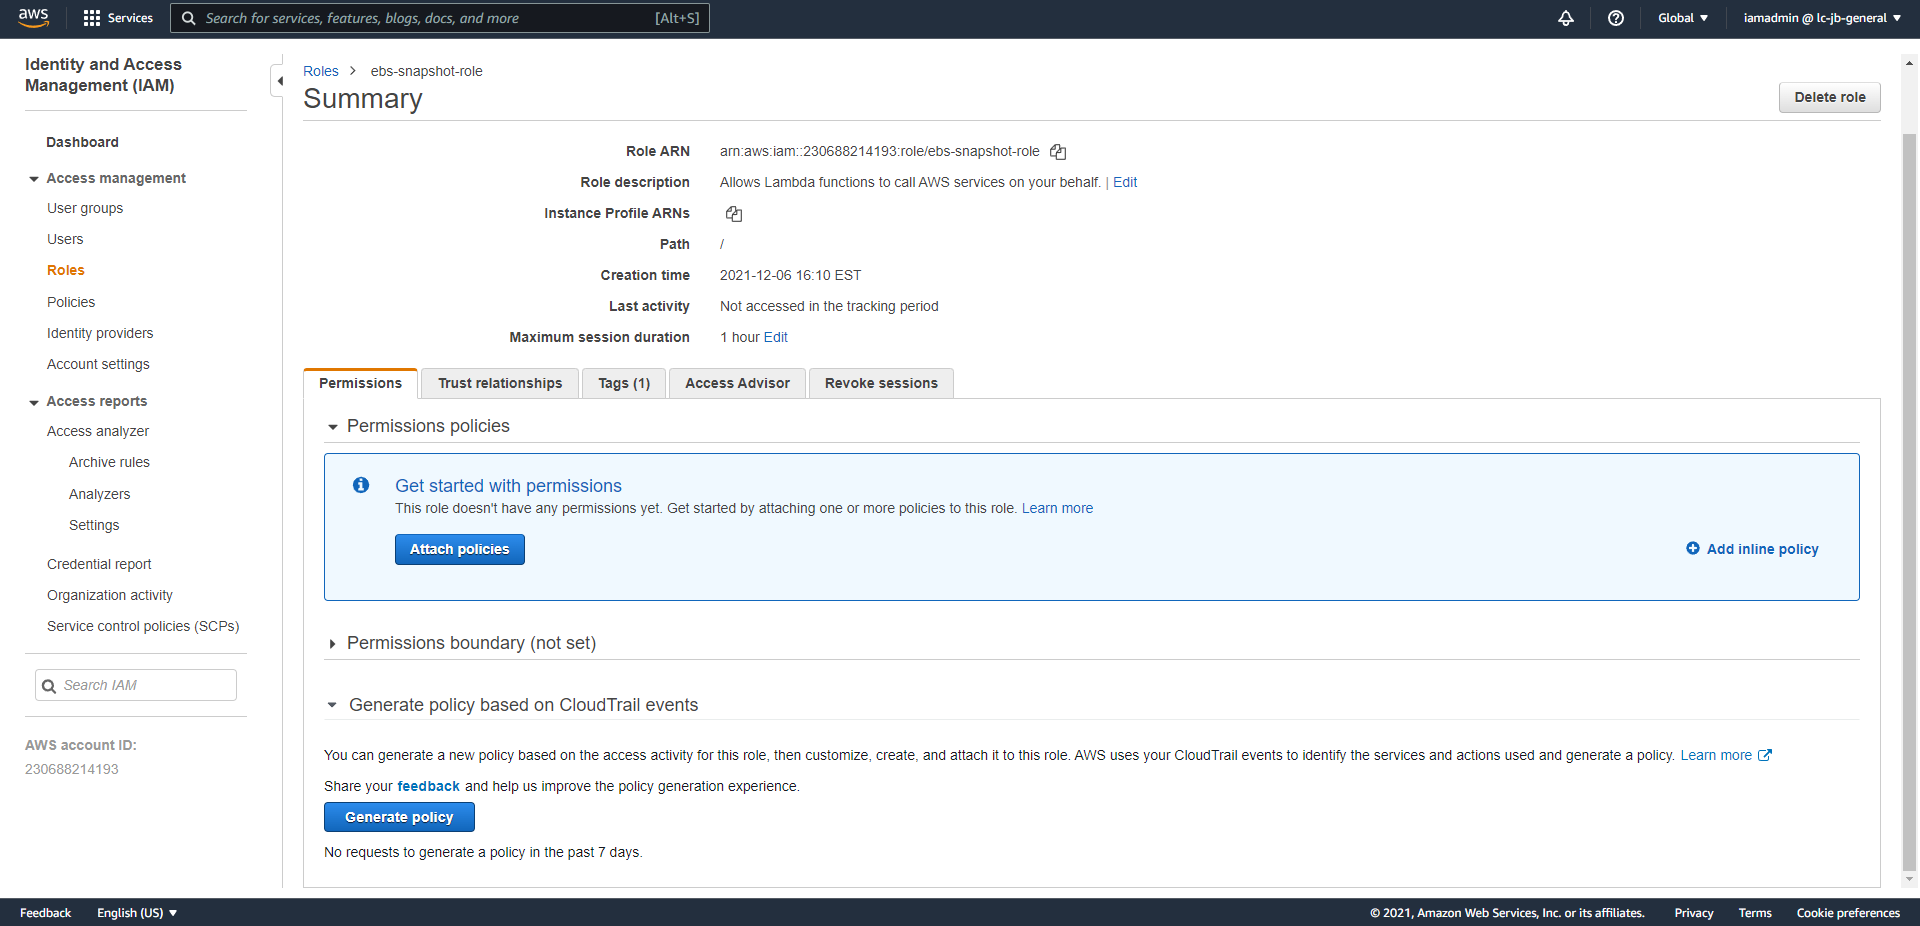 aws
Services
Search for services, features, blogs, docs, and more [Alt+S]
Global
iamadmin @ lc-jb-general
Identity and Access
Management (IAM)
Dashboard
Access management
User groups
Users
Roles
Policies
Identity providers
Account settings
Access reports
Access analyzer
Archive rules
Analyzers
Settings
Credential report
Organization activity
Service control policies (SCPs)
Search IAM
AWS account ID:
230688214193
Roles > ebs-snapshot-role
Summary
Delete role
Role ARN arn:aws:iam::230688214193:role/ebs-snapshot-role
Role description Allows Lambda functions to call AWS services on your behalf. | Edit
Instance Profile ARNs
Path /
Creation time 2021-12-06 16:10 EST
Last activity Not accessed in the tracking period
Maximum session duration 1 hour Edit
Permissions Trust relationships Tags (1) Access Advisor Revoke sessions
Permissions policies
Get started with permissions
This role doesn't have any permissions yet. Get started by attaching one or more policies to this role. Learn more
Attach policies Add inline policy
Permissions boundary (not set)
Generate policy based on CloudTrail events
You can generate a new policy based on the access activity for this role, then customize, create, and attach it to this role. AWS uses your CloudTrail events to identify the services and actions used and generate a policy. Learn more
Share your feedback and help us improve the policy generation experience.
Generate policy
No requests to generate a policy in the past 7 days.
Feedback English (US) © 2021, Amazon Web Services, Inc. or its affiliates. Privacy Terms Cookie preferences